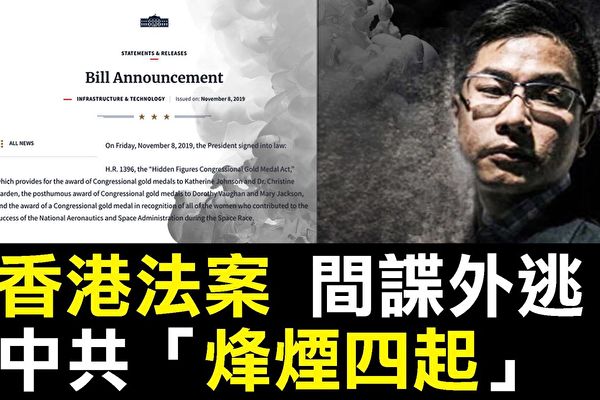 STATEMENTS & RELEASES
Bill Announcement
INFRASTRUCTURE & TECHNOLOGY | Issued on: November 8, 2019
ALL NEWS
On Friday, November 8, 2019, the President signed into law:
H.R. 1396, the “Hidden Figures Congressional Gold Medal Act,”
which provides for the award of Congressional gold medals to Katherine Johnson and Dr. Christine
arden, the posthumous award of Congressional gold medals to Dorothy Vaughan and Mary Jackson,
nd the award of a Congressional gold medal in recognition of all of the women who contributed to the
uccess of the National Aeronautics and Space Administration during the Space Race.
香港法案 間諜外逃
中共「烽煙四起」